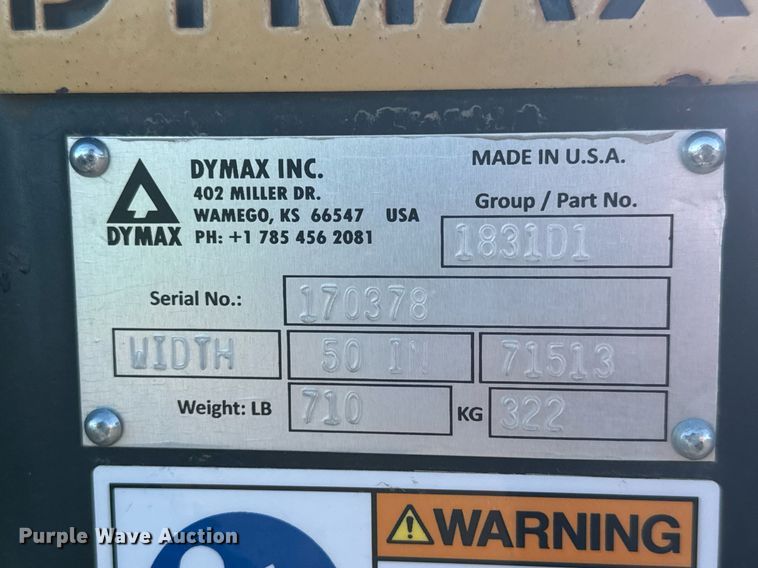 DYMAX
DYMAX INC. MADE IN U.S.A.
402 MILLER DR.
WAMEGO, KS 66547 USA Group / Part No.
DYMAX PH: +1 785 456 2081 1831D1
Serial No.: 170378
WIDTH 50 IN 71513
Weight: LB 710 KG 322
WARNING
Purple Wave Auction